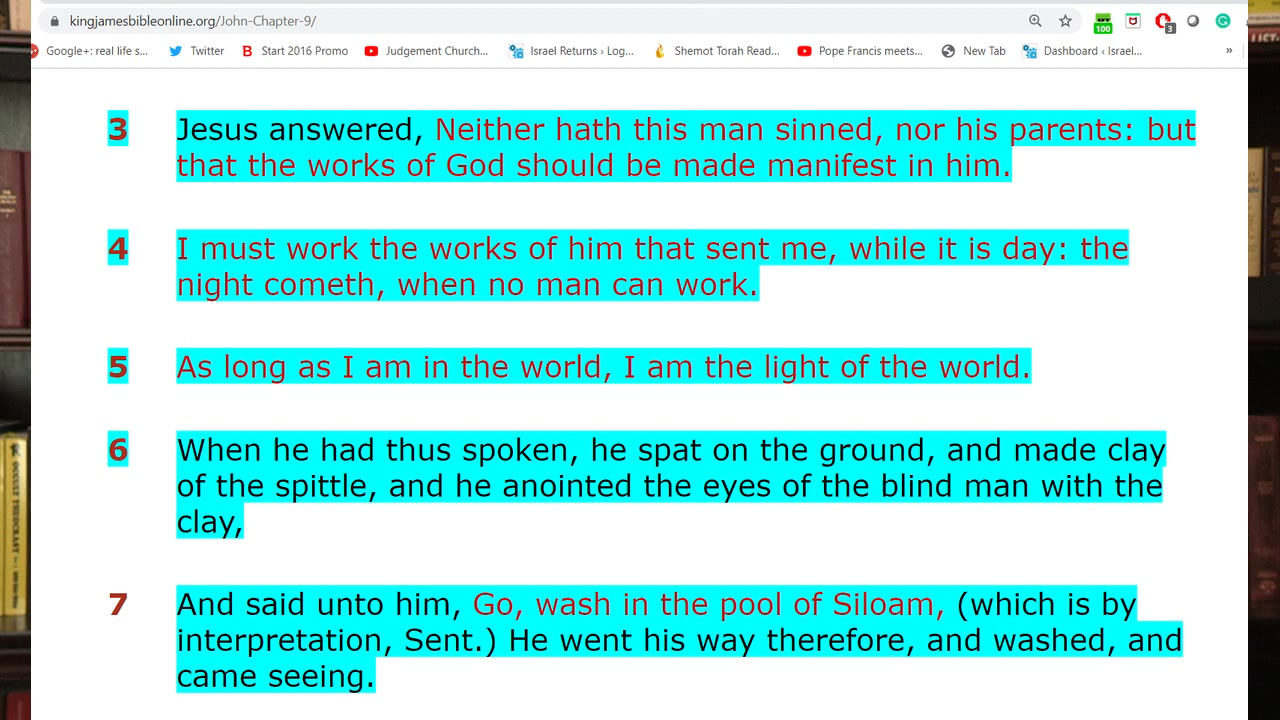 kingjamesbibleonline.org/John-Chapter-9/
100
3
Google+: real life s... Twitter B Start 2016 Promo Judgement Church... Israel Returns › Log... Shemot Torah Read... Pope Francis meets... New Tab Dashboard ‹ Israel... »
3 Jesus answered, Neither hath this man sinned, nor his parents: but
that the works of God should be made manifest in him.
4 I must work the works of him that sent me, while it is day: the
night cometh, when no man can work.
5 As long as I am in the world, I am the light of the world.
6 When he had thus spoken, he spat on the ground, and made clay
of the spittle, and he anointed the eyes of the blind man with the
clay,
7 And said unto him, Go, wash in the pool of Siloam, (which is by
interpretation, Sent.) He went his way therefore, and washed, and
came seeing.
OCCULT THEOCRASY